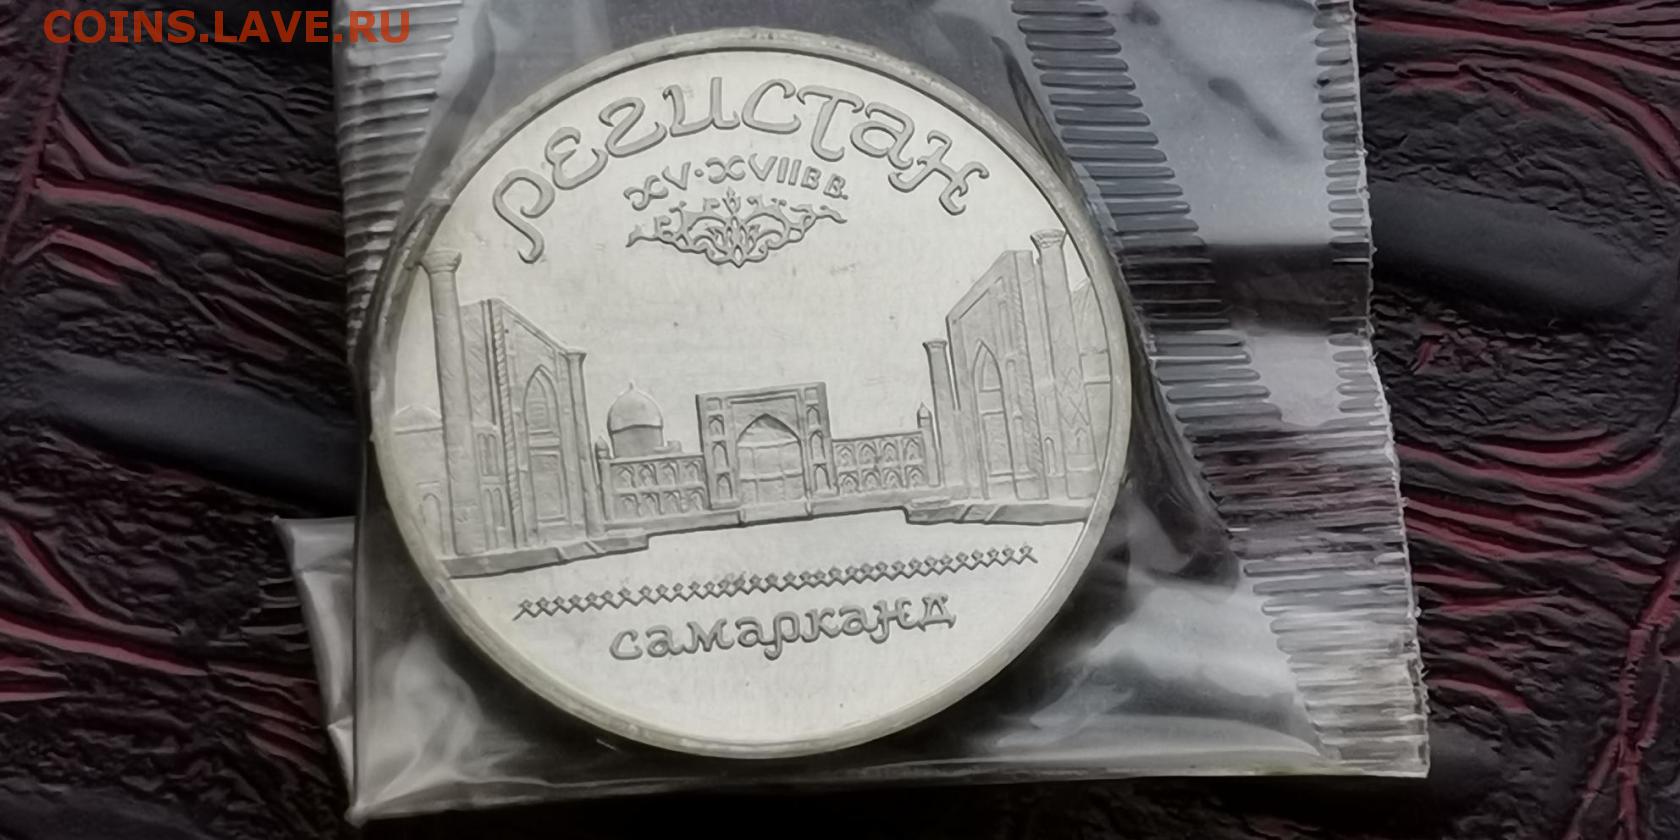 COINS.LAVE.RU
РЕГИСТАН
XV·XVIIВВ.
САМАРКАНД